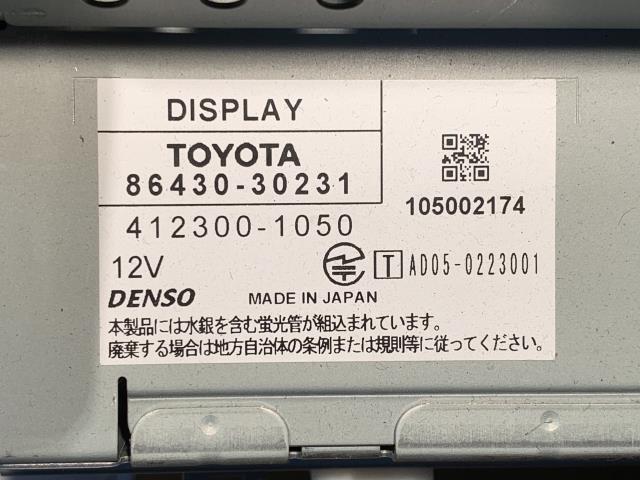 DISPLAY
TOYOTA
86430-30231
105002174
412300-1050
12V
T AD05-0223001
DENSO MADE IN JAPAN
本製品には水銀を含む蛍光管が組込まれています。
廃棄する場合は地方自治体の条例または規則等に従ってください。